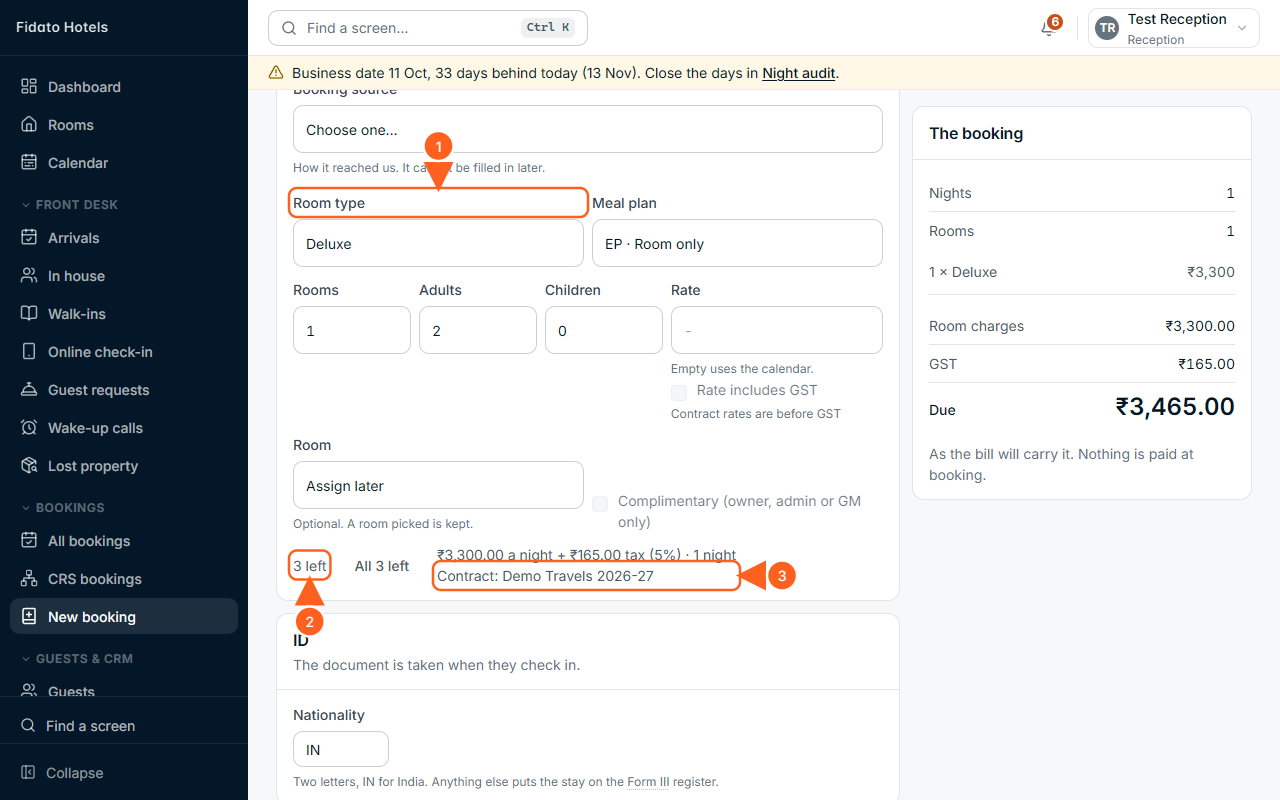 Fidato Hotels
Find a screen...
Ctrl K
6
TR
Test Reception
Reception
Business date 11 Oct, 33 days behind today (13 Nov). Close the days in Night audit.
Dashboard
Rooms
Calendar
FRONT DESK
Arrivals
In house
Walk-ins
Online check-in
Guest requests
Wake-up calls
Lost property
BOOKINGS
All bookings
CRS bookings
New booking
GUESTS & CRM
Guests
Find a screen
Collapse
Booking source
Choose one...
1
How it reached us. It ca be filled in later.
Room type
Meal plan
Deluxe
EP · Room only
Rooms
Adults
Children
Rate
1
2
0
-
Empty uses the calendar.
Rate includes GST
Contract rates are before GST
Room
Assign later
Complimentary (owner, admin or GM
only)
Optional. A room picked is kept.
3 left
All 3 left
₹3,300.00 a night + ₹165.00 tax (5%) · 1 night
Contract: Demo Travels 2026-27
3
2
ID
The document is taken when they check in.
Nationality
IN
Two letters, IN for India. Anything else puts the stay on the Form III register.
The booking
Nights
1
Rooms
1
1 × Deluxe
₹3,300
Room charges
₹3,300.00
GST
₹165.00
Due
₹3,465.00
As the bill will carry it. Nothing is paid at
booking.